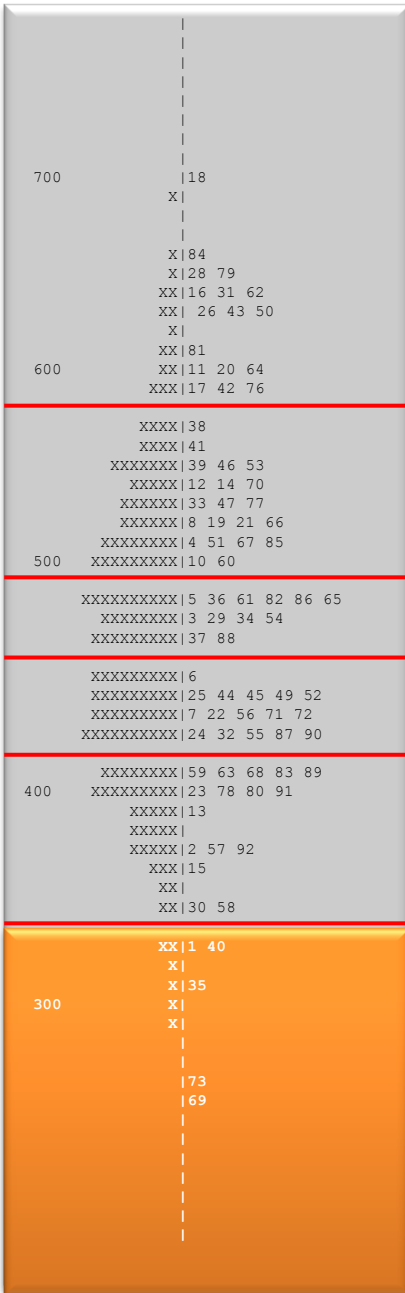 |
|
|
|
|
|
|
|
700 |18
X|
|
|
X|84
X|28 79
XX|16 31 62
XX| 26 43 50
X|
XX|81
600 XX|11 20 64
XXX|17 42 76
XXXX|38
XXXX|41
XXXXXXX|39 46 53
XXXXX|12 14 70
XXXXXX|33 47 77
XXXXXX|8 19 21 66
XXXXXXXX|4 51 67 85
500 XXXXXXXXX|10 60
XXXXXXXXXX|5 36 61 82 86 65
XXXXXXXX|3 29 34 54
XXXXXXXXX|37 88
XXXXXXXXX|6
XXXXXXXXX|25 44 45 49 52
XXXXXXXXX|7 22 56 71 72
XXXXXXXXXX|24 32 55 87 90
XXXXXXXX|59 63 68 83 89
400 XXXXXXXXX|23 78 80 91
XXXXX|13
XXXXX|
XXXXX|2 57 92
XXX|15
XX|
XX|30 58
XX|1 40
X|
X|35
300 X|
X|
|
|
|73
|69
|
|
|
|
|
|
|